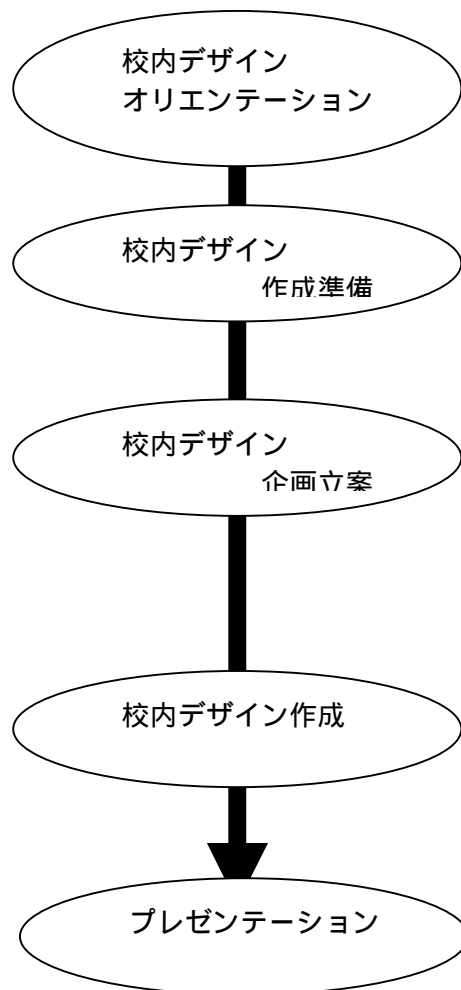 校内デザイン
オリエンテーション
校内デザイン
作成準備
校内デザイン
企画立案
校内デザイン作成
プレゼンテーション